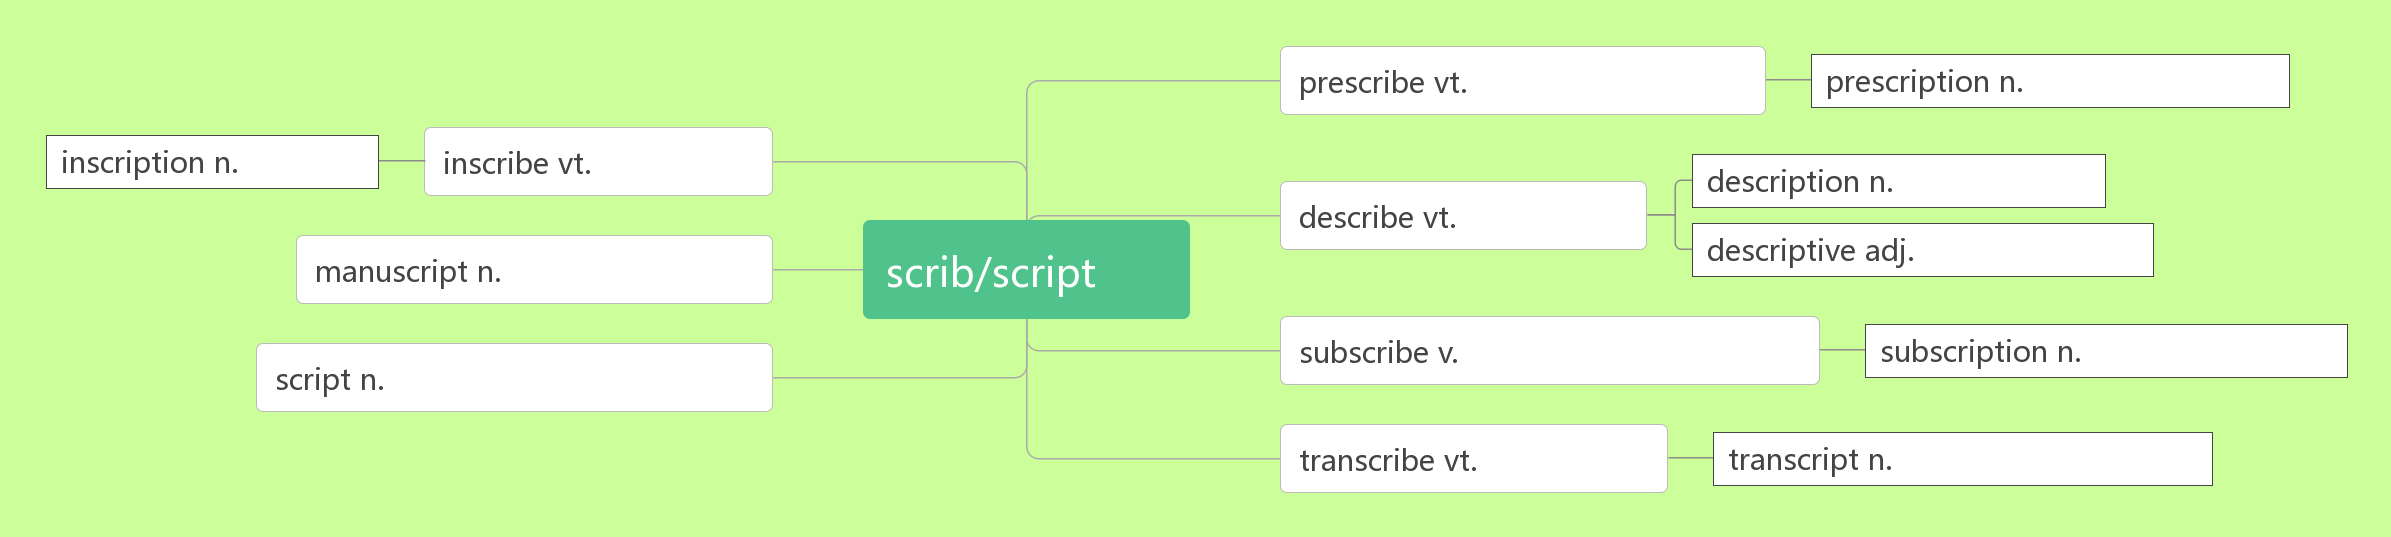 scrib/script
prescribe vt.
prescription n.
describe vt.
description n.
descriptive adj.
subscribe v.
subscription n.
transcribe vt.
transcript n.
inscribe vt.
inscription n.
manuscript n.
script n.